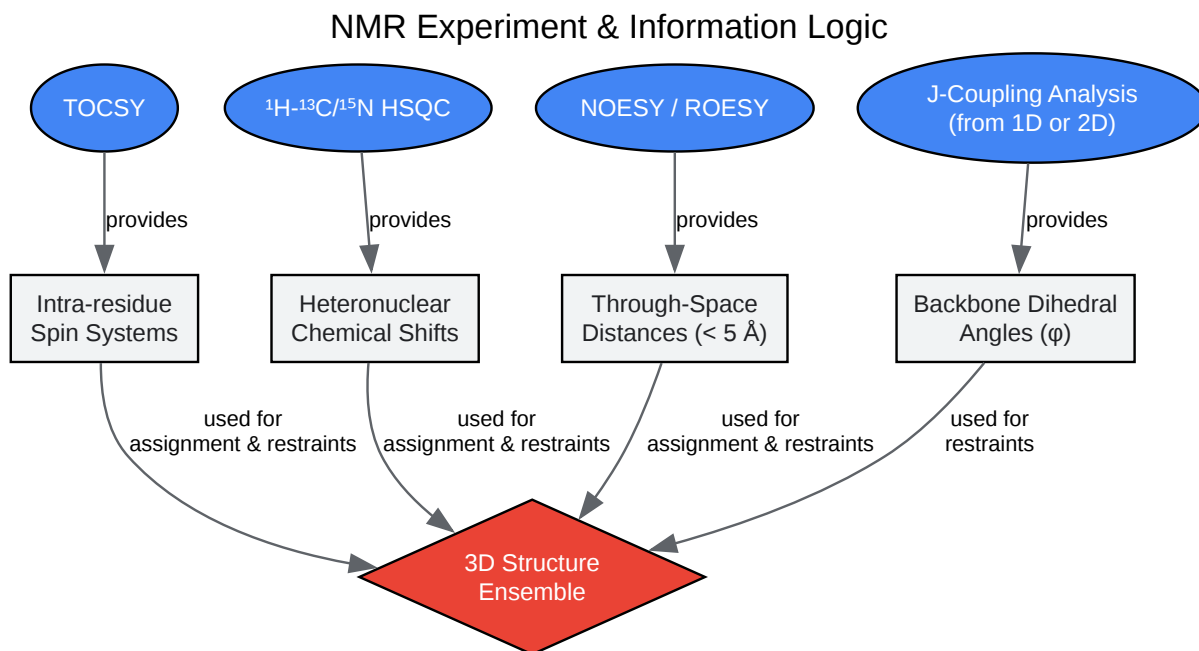 NMR Experiment & Information Logic
TOCSY
¹H-¹³C/¹⁵N HSQC
NOESY / ROESY
J-Coupling Analysis
(from 1D or 2D)
provides
provides
provides
provides
Intra-residue
Spin Systems
Heteronuclear
Chemical Shifts
Through-Space
Distances (< 5 Å)
Backbone Dihedral
Angles (φ)
used for
assignment & restraints
used for
assignment & restraints
used for
assignment & restraints
used for
restraints
3D Structure
Ensemble